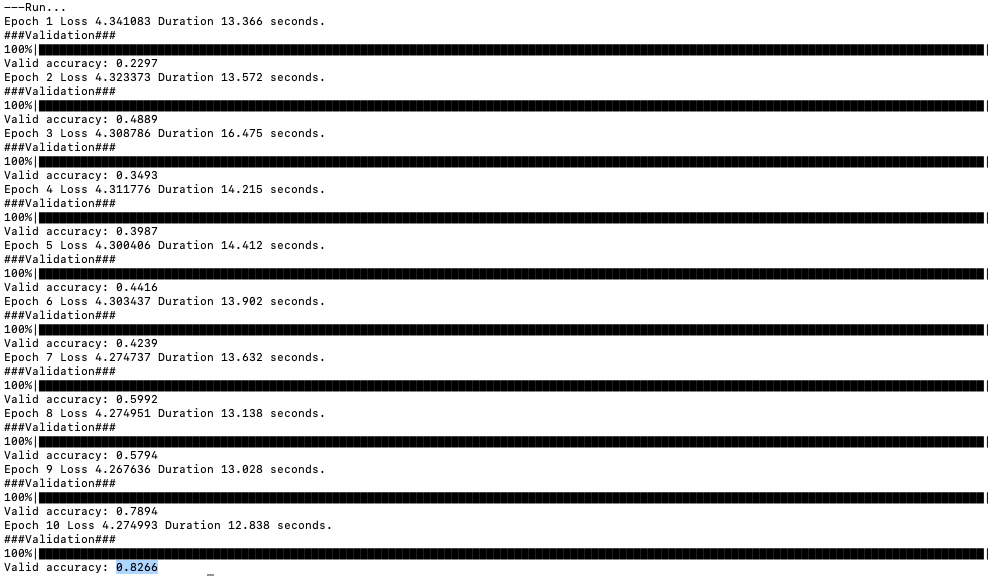 ---Run...
Epoch 1 Loss 4.341083 Duration 13.366 seconds.
###Validation###
100%|
Valid accuracy: 0.2297
Epoch 2 Loss 4.323373 Duration 13.572 seconds.
###Validation###
100%|
Valid accuracy: 0.4889
Epoch 3 Loss 4.308786 Duration 16.475 seconds.
###Validation###
100%|
Valid accuracy: 0.3493
Epoch 4 Loss 4.311776 Duration 14.215 seconds.
###Validation###
100%|
Valid accuracy: 0.3987
Epoch 5 Loss 4.300406 Duration 14.412 seconds.
###Validation###
100%|
Valid accuracy: 0.4416
Epoch 6 Loss 4.303437 Duration 13.902 seconds.
###Validation###
100%|
Valid accuracy: 0.4239
Epoch 7 Loss 4.274737 Duration 13.632 seconds.
###Validation###
100%|
Valid accuracy: 0.5992
Epoch 8 Loss 4.274951 Duration 13.138 seconds.
###Validation###
100%|
Valid accuracy: 0.5794
Epoch 9 Loss 4.267636 Duration 13.028 seconds.
###Validation###
100%|
Valid accuracy: 0.7894
Epoch 10 Loss 4.274993 Duration 12.838 seconds.
###Validation###
100%|
Valid accuracy: 0.8266